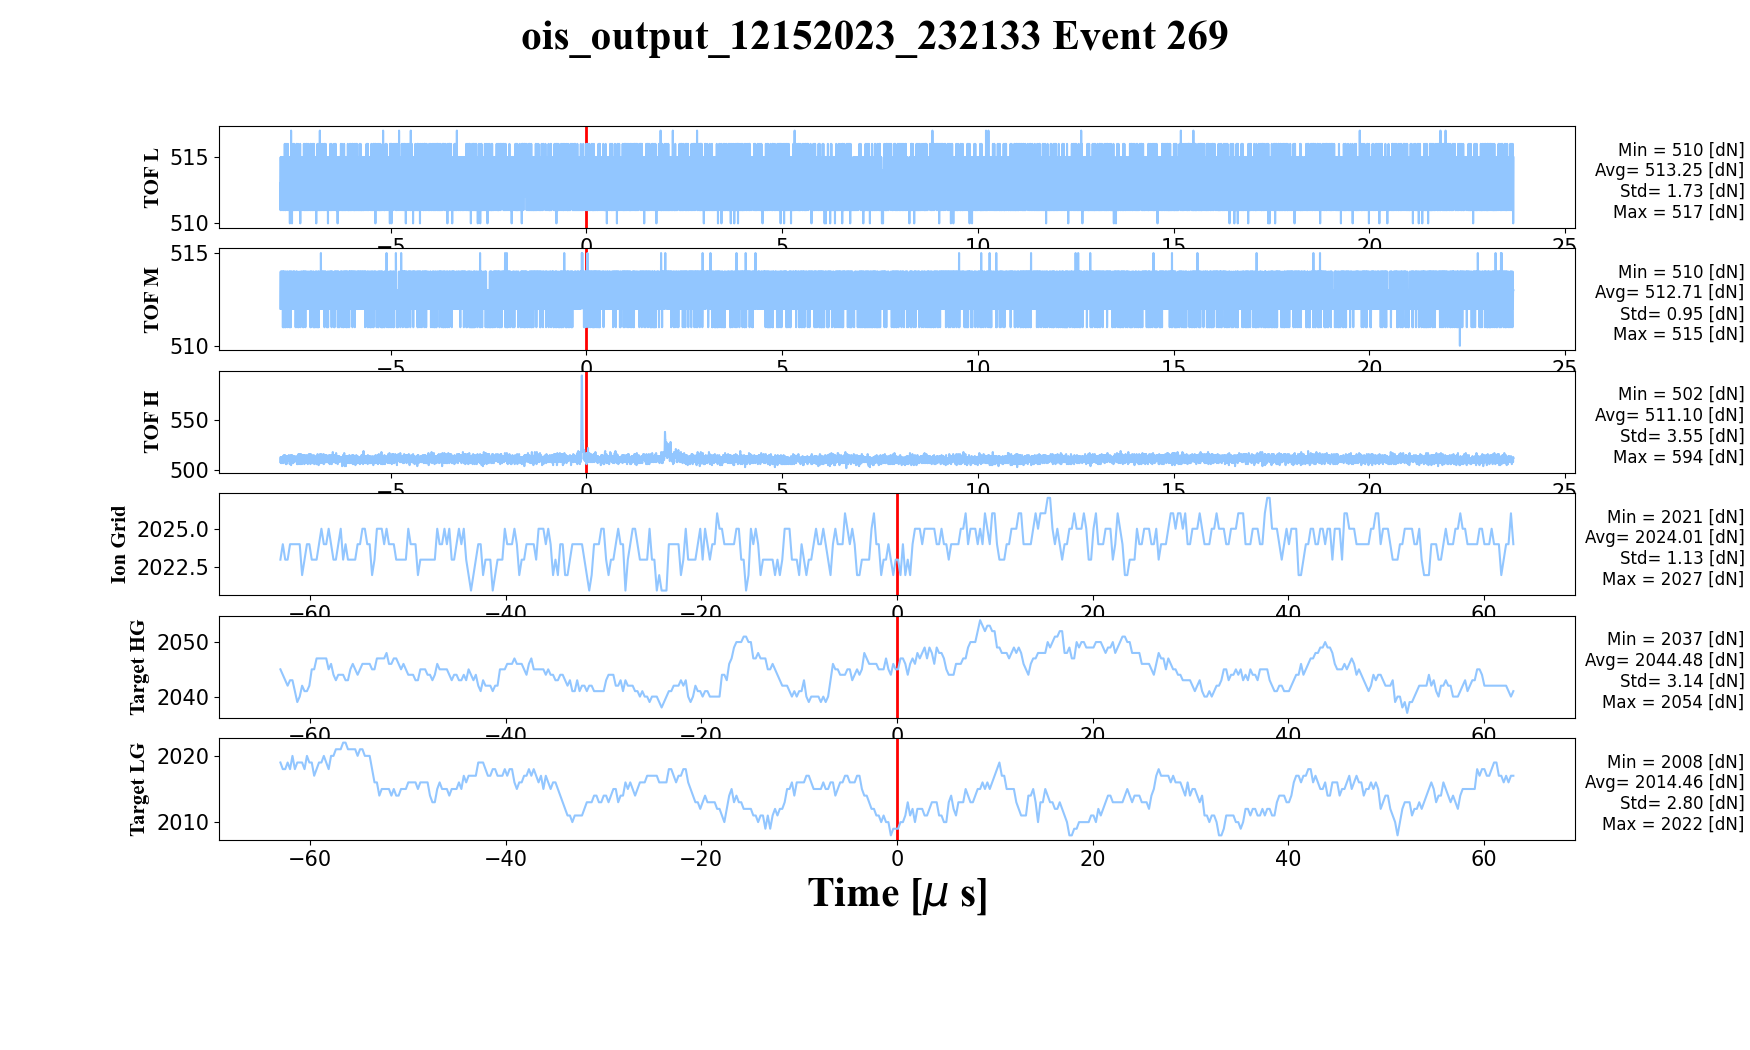 ois_output_12152023_232133 Event 269
TOF L
515
510
−5
0
5
10
15
20
25
Min = 510 [dN]
Avg= 513.25 [dN]
Std= 1.73 [dN]
Max = 517 [dN]
TOF M
515
510
−5
0
5
10
15
20
25
Min = 510 [dN]
Avg= 512.71 [dN]
Std= 0.95 [dN]
Max = 515 [dN]
TOF H
550
500
−5
0
5
10
15
20
25
Min = 502 [dN]
Avg= 511.10 [dN]
Std= 3.55 [dN]
Max = 594 [dN]
Ion Grid
2025.0
2022.5
−60
−40
−20
0
20
40
60
Min = 2021 [dN]
Avg= 2024.01 [dN]
Std= 1.13 [dN]
Max = 2027 [dN]
Target HG
2050
2040
−60
−40
−20
0
20
40
60
Min = 2037 [dN]
Avg= 2044.48 [dN]
Std= 3.14 [dN]
Max = 2054 [dN]
Target LG
2020
2010
−60
−40
−20
0
20
40
60
Min = 2008 [dN]
Avg= 2014.46 [dN]
Std= 2.80 [dN]
Max = 2022 [dN]
Time [μ s]